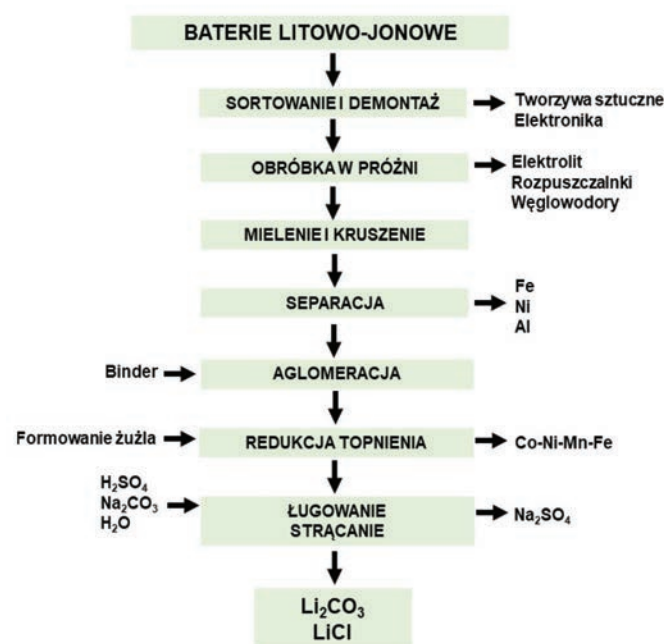 BATERIE LITOWO-JONOWE
SORTOWANIE I DEMONTAŻ
Tworzywa sztuczne
Elektronika
OBRÓBKA W PRÓŻNI
Elektrolit
Rozpuszczalnki
Węglowodory
MIELENIE I KRUSZENIE
SEPARACJA
Fe
Ni
Al
Binder
AGLOMERACJA
Formowanie żużla
REDUKCJA TOPNIENIA
Co-Ni-Mn-Fe
H₂SO₄
Na₂CO₃
H₂O
ŁUGOWANIE
STRĄCANIE
Na₂SO₄
Li₂CO₃
LiCl